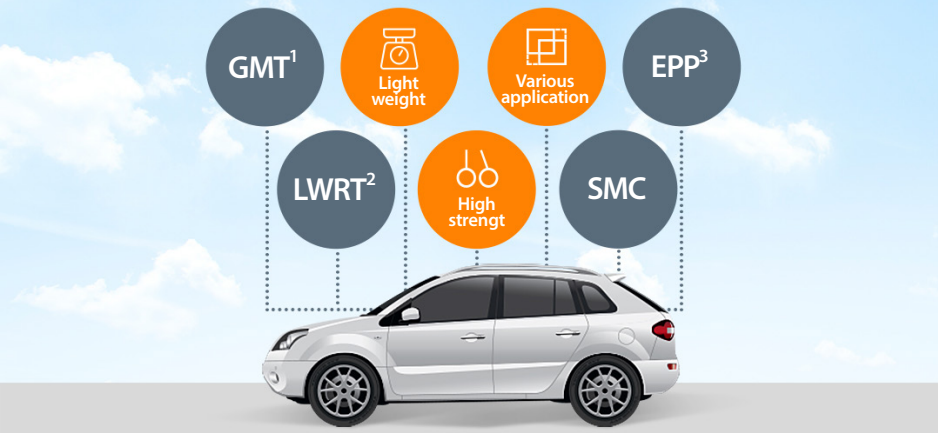 GMT1
Light
weight
Various
application
EPP3
LWRT2
High
strengt
SMC